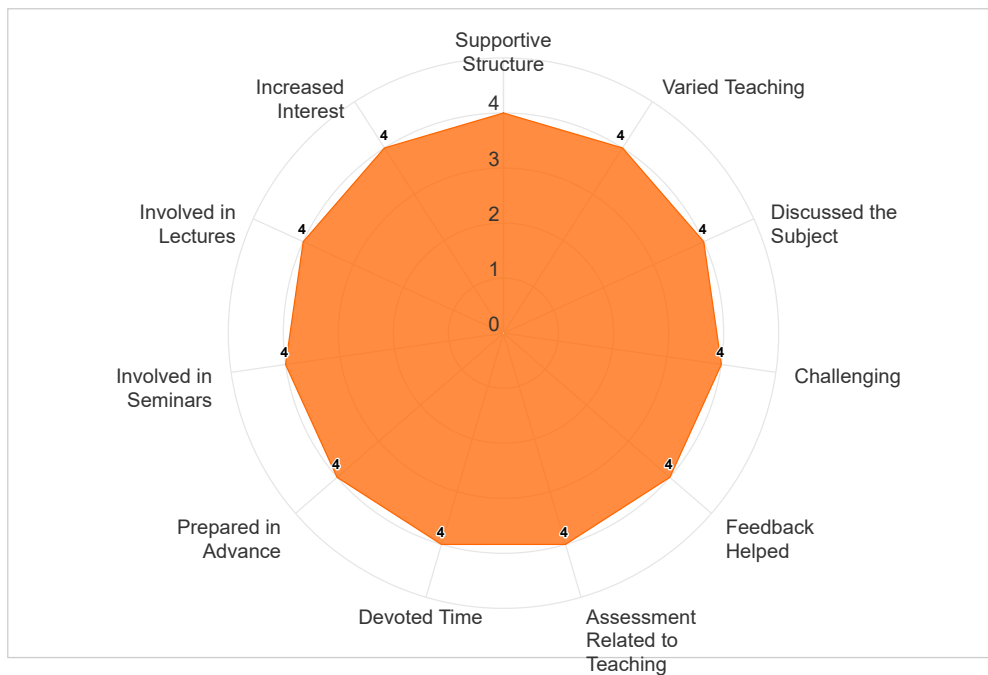 Supportive
Structure
Increased
Interest
Varied Teaching
4
4
4
3
Involved in
Lectures
Discussed the
Subject
4
4
2
1
0
Involved in
Seminars
4
4
Challenging
4
4
Prepared in
Advance
Feedback
Helped
4
4
Devoted Time
Assessment
Related to
Teaching